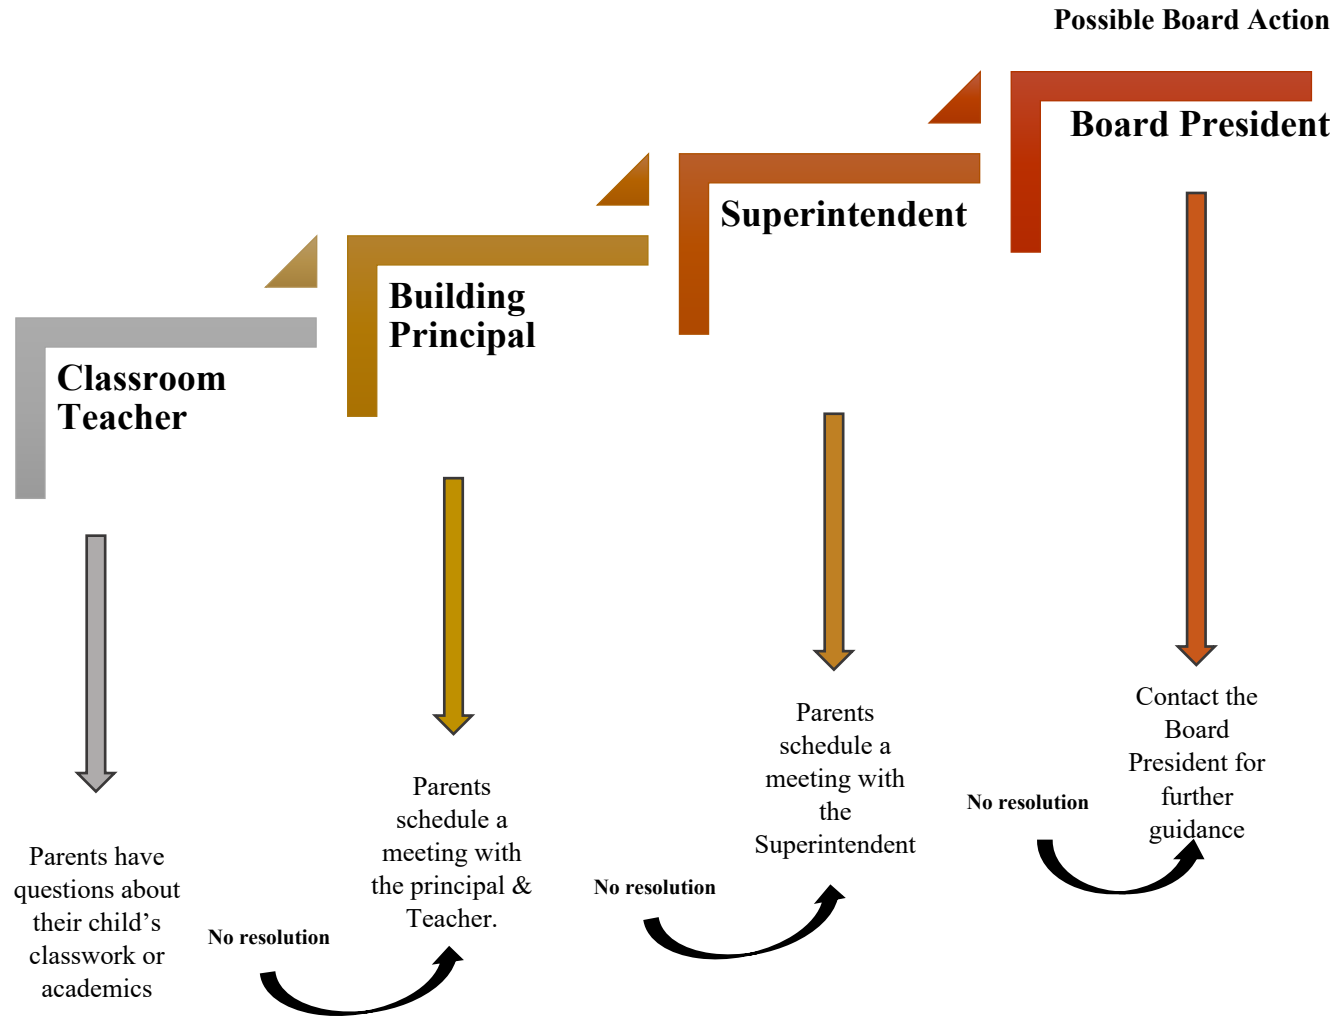 Possible Board Action
Board President
Superintendent
Building
Principal
Classroom
Teacher
Parents have
questions about
their child’s
classwork or
academics
No resolution
Parents
schedule a
meeting with
the principal &
Teacher.
No resolution
Parents
schedule a
meeting with
the
Superintendent
No resolution
Contact the
Board
President for
further
guidance